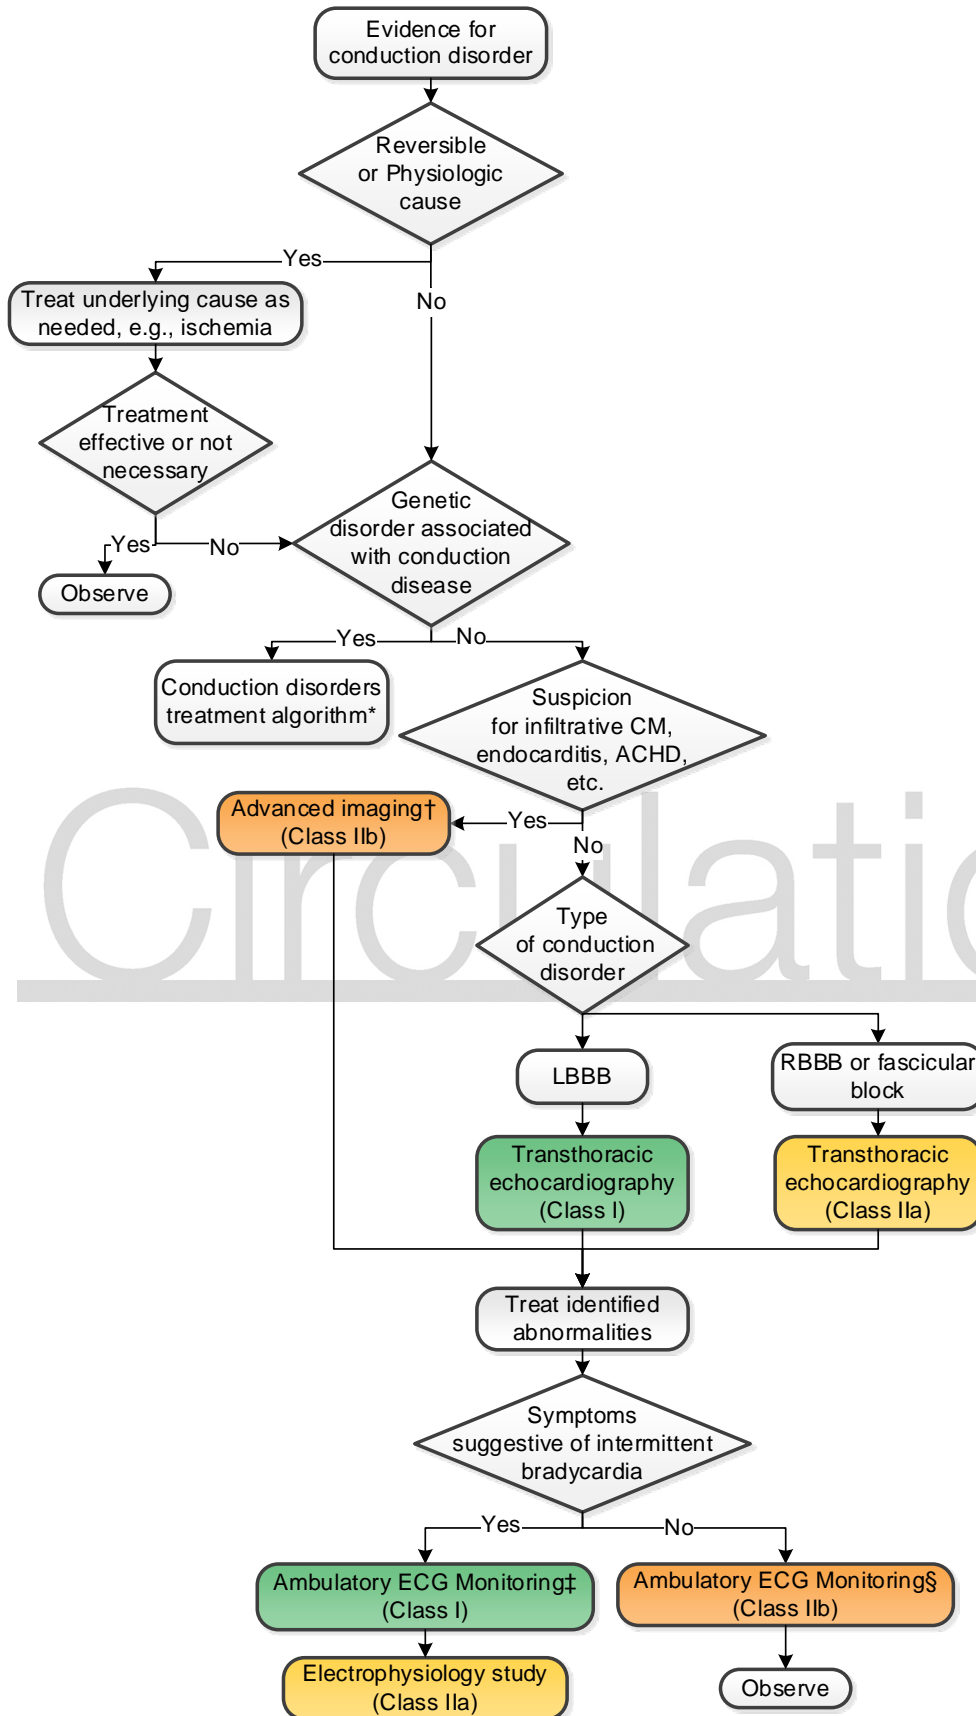 Evidence for
conduction disorder
Reversible
or Physiologic
cause
Yes
No
Treat underlying cause as
needed, e.g., ischemia
Treatment
effective or not
necessary
Yes
No
Observe
Genetic
disorder associated
with conduction
disease
Yes
No
Conduction disorders
treatment algorithm*
Suspicion
for infiltrative CM,
endocarditis, ACHD,
etc.
Yes
No
Advanced imaging†
(Class IIb)
Circulatio
Type
of conduction
disorder
LBBB
RBBB or fascicular
block
Transthoracic
echocardiography
(Class I)
Transthoracic
echocardiography
(Class IIa)
Treat identified
abnormalities
Symptoms
suggestive of intermittent
bradycardia
Yes
No
Ambulatory ECG Monitoring‡
(Class I)
Ambulatory ECG Monitoring§
(Class IIb)
Electrophysiology study
(Class IIa)
Observe